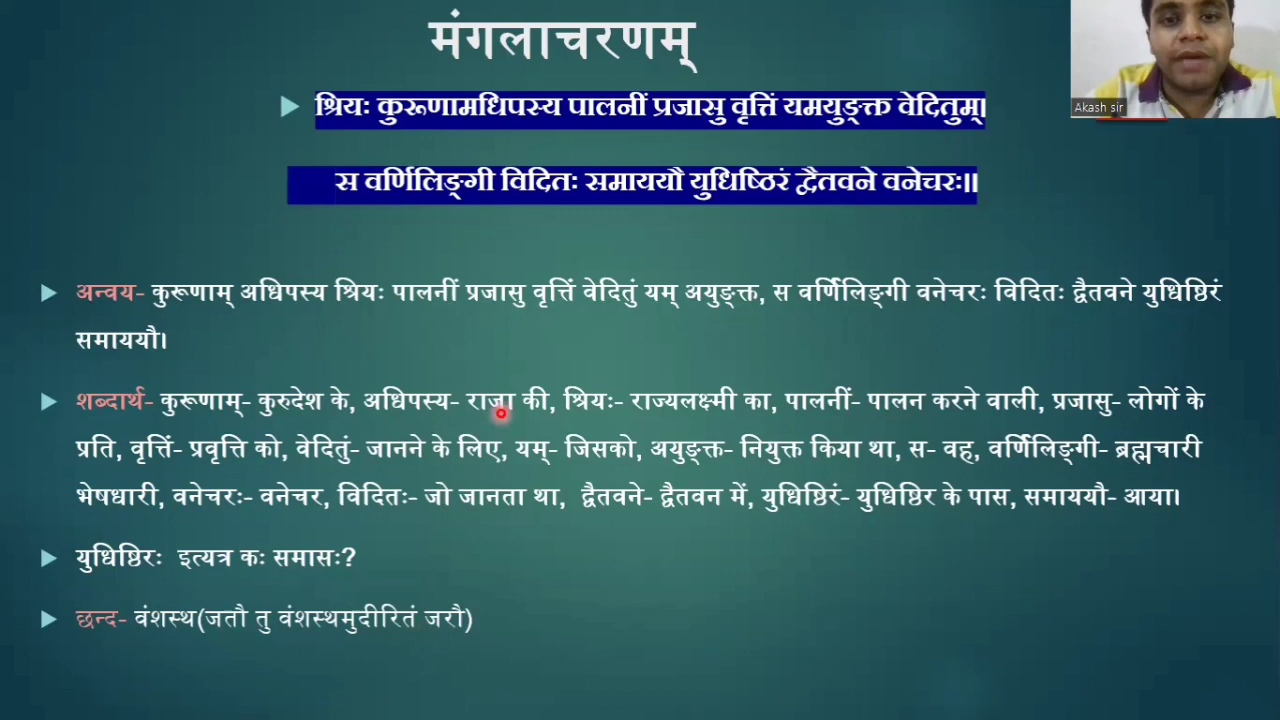 मंगलाचरणम्
Akash sir
श्रियः कुरूणामधिपस्य पालनीं प्रजासु वृत्तिं यमयुङ्क्त वेदितुम्।
स वर्णिलिङ्गी विदितः समाययौ युधिष्ठिरं द्वैतवने वनेचरः॥
अन्वय- कुरूणाम् अधिपस्य श्रियः पालनीं प्रजासु वृत्तिं वेदितुं यम् अयुङ्क्त, स वर्णिलिङ्गी वनेचरः विदितः द्वैतवने युधिष्ठिरं
समाययौ।
शब्दार्थ- कुरूणाम्- कुरुदेश के, अधिपस्य- राजा की, श्रियः- राज्यलक्ष्मी का, पालनीं- पालन करने वाली, प्रजासु- लोगों के
प्रति, वृत्तिं- प्रवृत्ति को, वेदितुं- जानने के लिए, यम्- जिसको, अयुङ्क्त- नियुक्त किया था, स- वह, वर्णिलिङ्गी- ब्रह्मचारी
भेषधारी, वनेचरः- वनेचर, विदितः- जो जानता था, द्वैतवने- द्वैतवन में, युधिष्ठिरं- युधिष्ठिर के पास, समाययौ- आया।
युधिष्ठिरः इत्यत्र कः समासः?
छन्द- वंशस्थ(जतौ तु वंशस्थमुदीरितं जरौ)